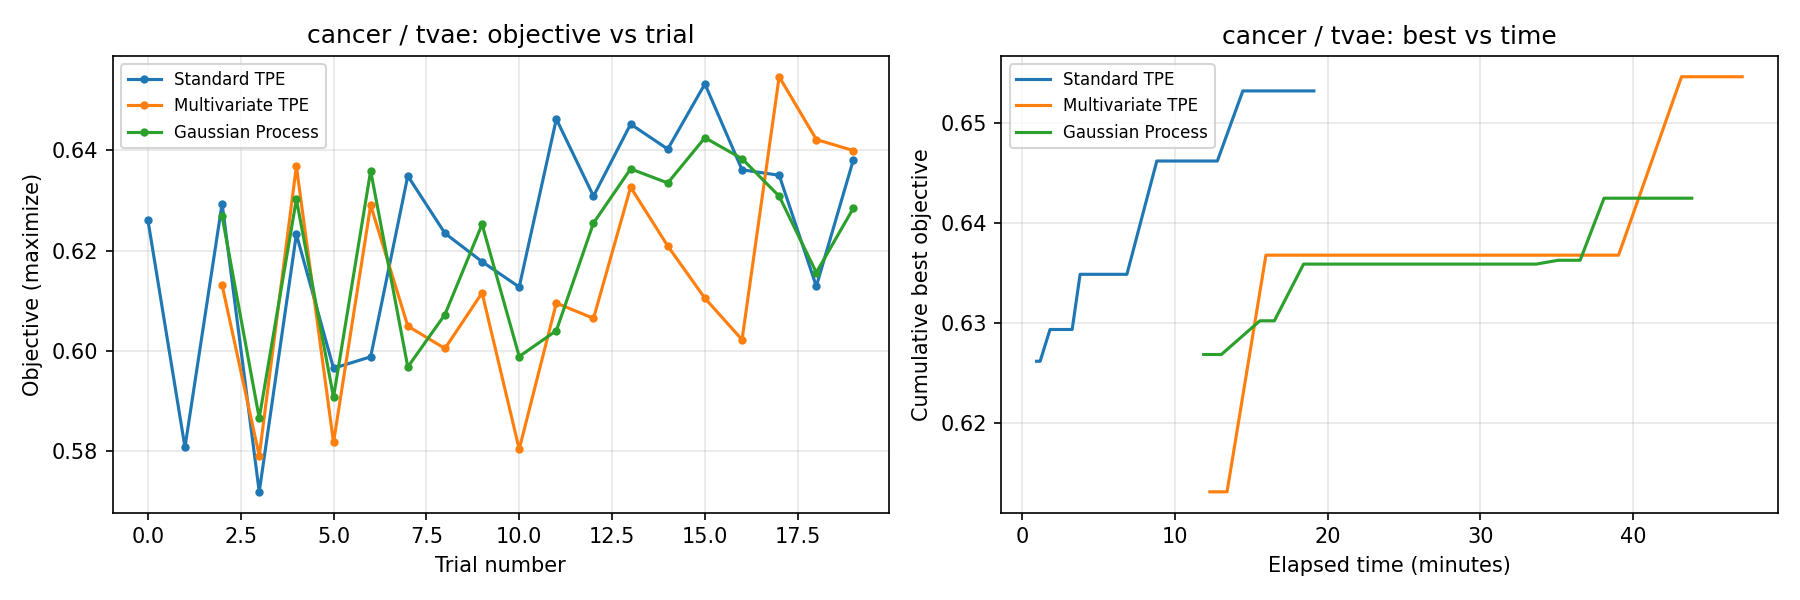 cancer / tvae: objective vs trial
Objective (maximize)
0.64
0.62
0.60
0.58
Standard TPE
Multivariate TPE
Gaussian Process
0.0 2.5 5.0 7.5 10.0 12.5 15.0 17.5
Trial number
cancer / tvae: best vs time
Cumulative best objective
0.65
0.64
0.63
0.62
Standard TPE
Multivariate TPE
Gaussian Process
0 10 20 30 40
Elapsed time (minutes)